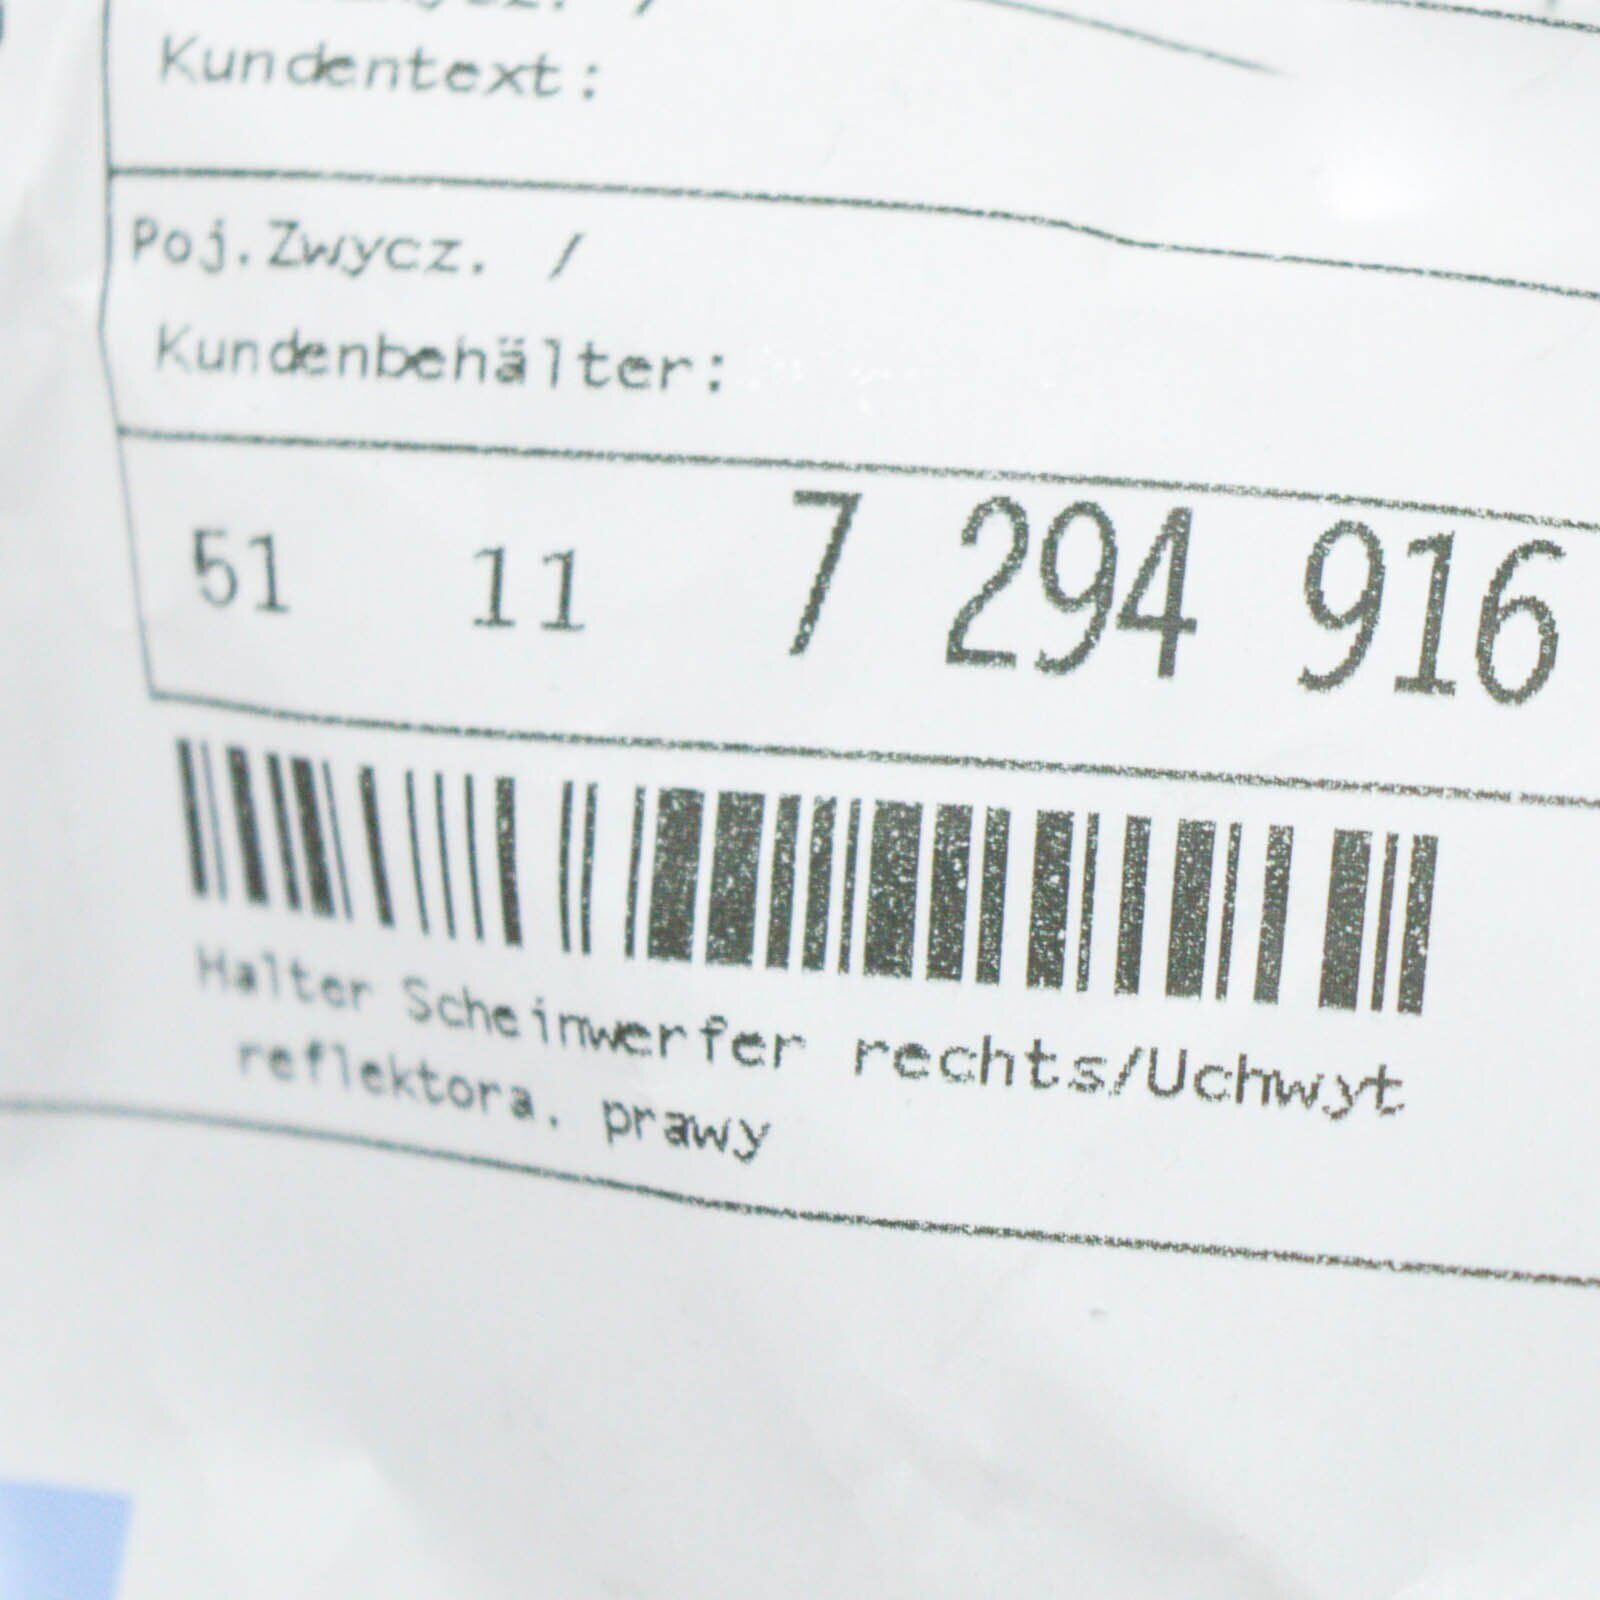 Kundentext:
Poj.Zwycz. /
Kundenbehälter:
51 11 7 294 916
Halter Scheinwerfer rechts/Uchwyt
reflektora. prawy